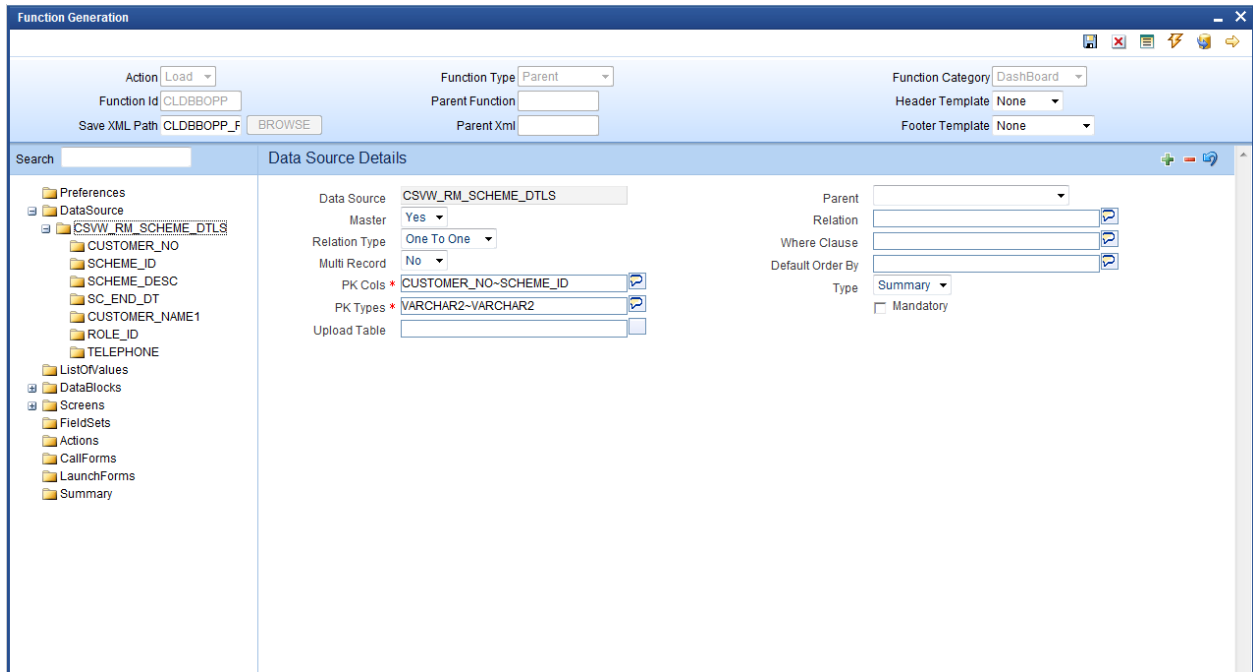 Function Generation
Action Load Function Type Parent Function Category DashBoard
Function Id CLDBBOPP Parent Function Header Template None
Save XML Path CLDBBOPP_F BROWSE Parent Xml Footer Template None
Search Data Source Details
Preferences
DataSource
CSVW_RM_SCHEME_DTLS
CUSTOMER_NO
SCHEME_ID
SCHEME_DESC
SC_END_DT
CUSTOMER_NAME1
ROLE_ID
TELEPHONE
ListOfValues
DataBlocks
Screens
FieldSets
Actions
CallForms
LaunchForms
Summary
Data Source CSVW_RM_SCHEME_DTLS Parent
Master Yes Relation
Relation Type One To One Where Clause
Multi Record No Default Order By
PK Cols * CUSTOMER_NO~SCHEME_ID Type Summary
PK Types * VARCHAR2~VARCHAR2 Mandatory
Upload Table